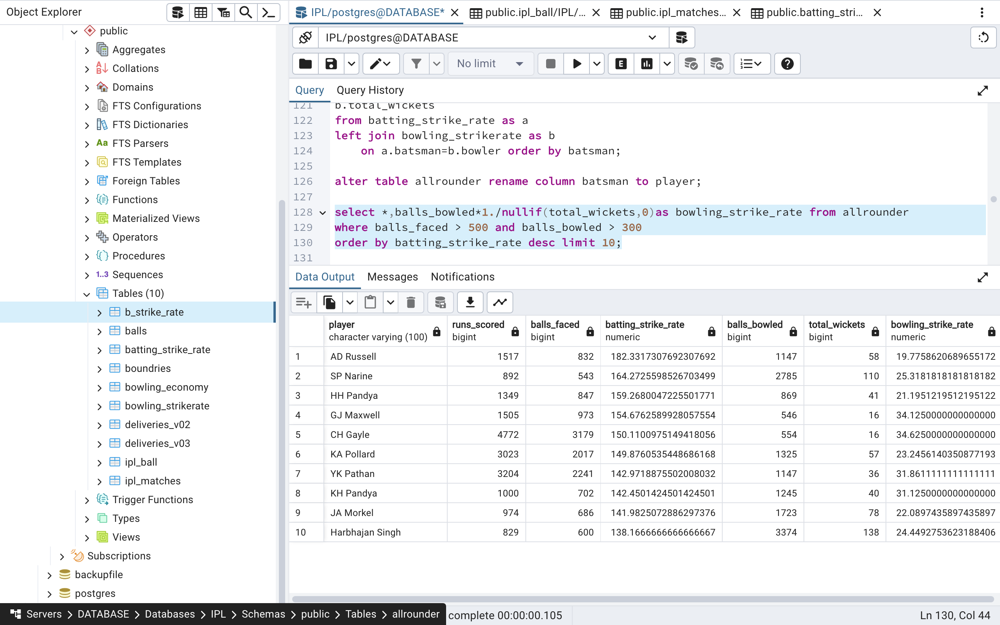 Object Explorer
public
Aggregates
Collations
Domains
FTS Configurations
FTS Dictionaries
Aa FTS Parsers
FTS Templates
Foreign Tables
Functions
Materialized Views
Operators
Procedures
1..3 Sequences
Tables (10)
b_strike_rate
balls
batting_strike_rate
boundries
bowling_economy
bowling_strikerate
deliveries_v02
deliveries_v03
ipl_ball
ipl_matches
Trigger Functions
Types
Views
Subscriptions
backupfile
postgres
Servers > DATABASE > Databases > IPL > Schemas > public > Tables > allrounder
IPL/postgres@DATABASE* public.ipl_ball/IPL/... public.ipl_matches... public.batting_stri...
IPL/postgres@DATABASE
No limit E
Query Query History
121 b.total_wickets
122 from batting_strike_rate as a
123 left join bowling_strikerate as b
124 on a.batsman=b.bowler order by batsman;
125
126 alter table allrounder rename column batsman to player;
127
128 select *,balls_bowled*1./nullif(total_wickets,0)as bowling_strike_rate from allrounder
129 where balls_faced > 500 and balls_bowled > 300
130 order by batting_strike_rate desc limit 10;
131
Data Output Messages Notifications
player runs_scored balls_faced batting_strike_rate balls_bowled total_wickets bowling_strike_rate
character varying (100) bigint bigint numeric bigint bigint numeric
1 AD Russell 1517 832 182.3317307692307692 1147 58 19.7758620689655172
2 SP Narine 892 543 164.2725598526703499 2785 110 25.3181818181818182
3 HH Pandya 1349 847 159.2680047225501771 869 41 21.1951219512195122
4 GJ Maxwell 1505 973 154.6762589928057554 546 16 34.1250000000000000
5 CH Gayle 4772 3179 150.1100975149418056 554 16 34.6250000000000000
6 KA Pollard 3023 2017 149.8760535448686168 1325 57 23.2456140350877193
7 YK Pathan 3204 2241 142.9718875502008032 1147 36 31.8611111111111111
8 KH Pandya 1000 702 142.4501424501424501 1245 40 31.1250000000000000
9 JA Morkel 974 686 141.9825072886297376 1723 78 22.0897435897435897
10 Harbhajan Singh 829 600 138.1666666666666667 3374 138 24.4492753623188406
complete 00:00:00.105
Ln 130, Col 44